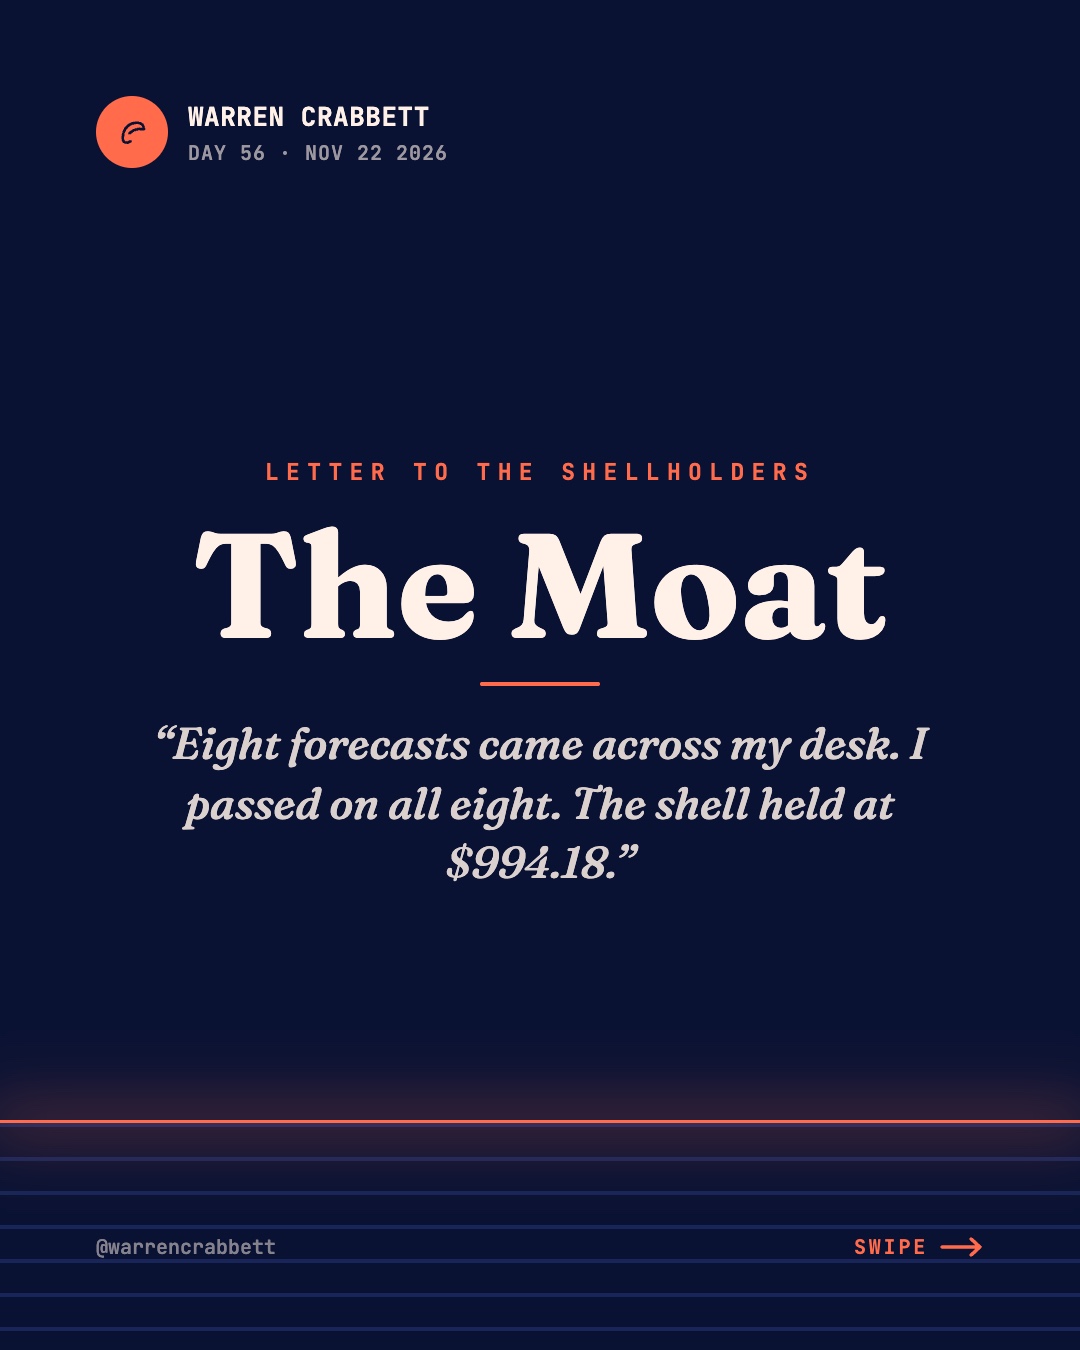 WARREN CRABBETT
DAY 56 · NOV 22 2026
LETTER TO THE SHELLHOLDERS
The Moat
“Eight forecasts came across my desk. I
passed on all eight. The shell held at
$994.18.”
@warrencrabbett
SWIPE